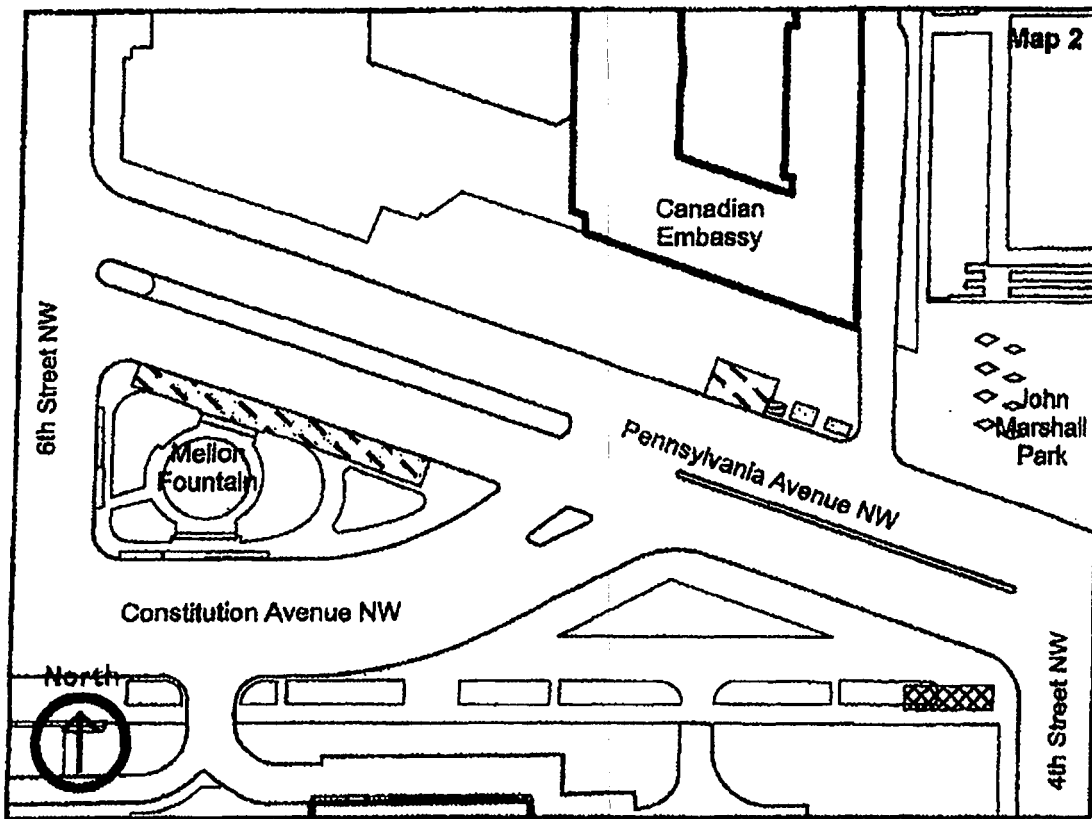 Map 2
Canadian
Embassy
6th Street NW
John
Marshall
Park
Mellon
Fountain
Pennsylvania Avenue NW
Constitution Avenue NW
North
4th Street NW